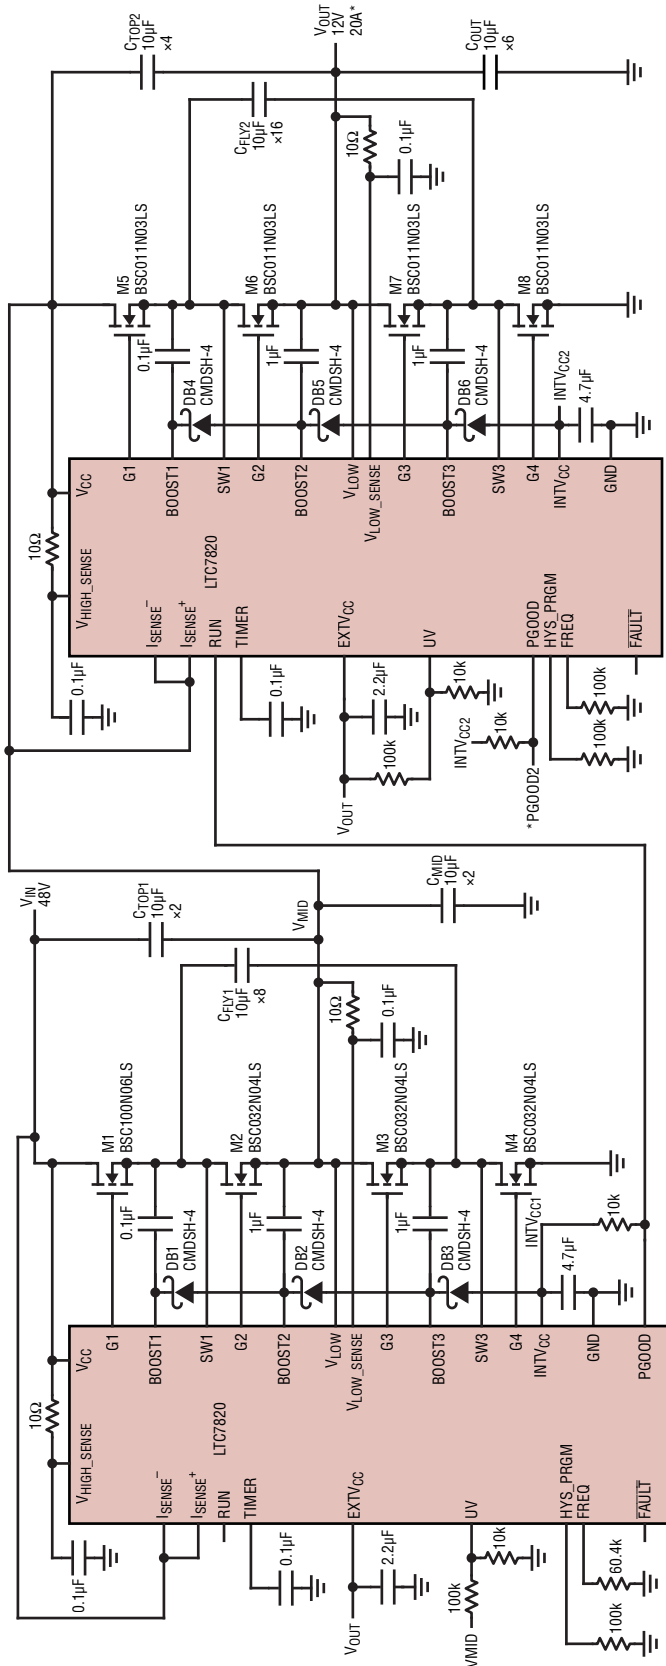 VIN
48V
CTOP1
10µF
×2
VMID
CMID
10µF
×2
CFLY1
10µF
×8
10Ω
0.1µF
M1
BSC100N06LS
M2
BSC032N04LS
M3
BSC032N04LS
M4
BSC032N04LS
0.1µF
1µF
1µF
DB1
CMDSH-4
DB2
CMDSH-4
DB3
CMDSH-4
INTVCC1
4.7µF
10k
10Ω
VCC
VHIGH_SENSE
LTC7820
G1
BOOST1
SW1
G2
BOOST2
VLOW
VLOW_SENSE
G3
BOOST3
SW3
G4
INTVCC
GND
PGOOD
ISENSE–
ISENSE+
RUN
TIMER
EXTVCC
UV
HYS_PRGM
FREQ
FAULT
0.1µF
0.1µF
VOUT
2.2µF
VMID
100k
10k
60.4k
100k
CTOP2
10µF
×4
VOUT
12V
20A*
COUT
10µF
×6
CFLY2
10µF
×16
10Ω
0.1µF
M5
BSC011N03LS
M6
BSC011N03LS
M7
BSC011N03LS
M8
BSC011N03LS
0.1µF
1µF
1µF
DB4
CMDSH-4
DB5
CMDSH-4
DB6
CMDSH-4
INTVCC2
4.7µF
10Ω
VCC
VHIGH_SENSE
LTC7820
G1
BOOST1
SW1
G2
BOOST2
VLOW
VLOW_SENSE
G3
BOOST3
SW3
G4
INTVCC
GND
ISENSE–
ISENSE+
RUN
TIMER
EXTVCC
UV
PGOOD
HYS_PRGM
FREQ
FAULT
0.1µF
0.1µF
VOUT
2.2µF
100k
10k
INTVCC2
10k
*PGOOD2
100k
100k